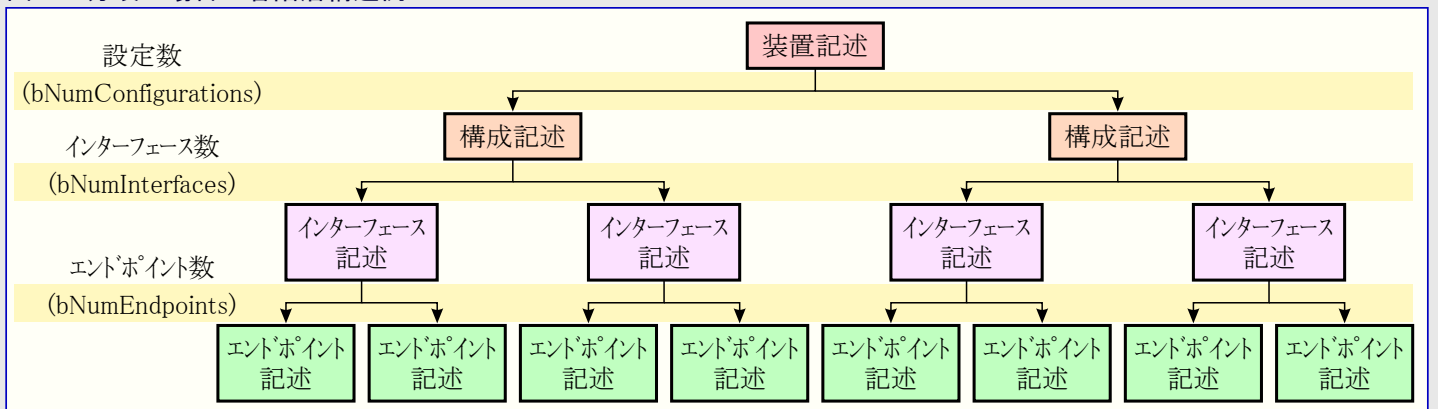 装置記述
設定数
(bNumConfigurations)
構成記述
構成記述
インターフェース数
(bNumInterfaces)
インターフェース
記述
インターフェース
記述
インターフェース
記述
インターフェース
記述
エンドポイント数
(bNumEndpoints)
エンドポイント
記述
エンドポイント
記述
エンドポイント
記述
エンドポイント
記述
エンドポイント
記述
エンドポイント
記述
エンドポイント
記述
エンドポイント
記述